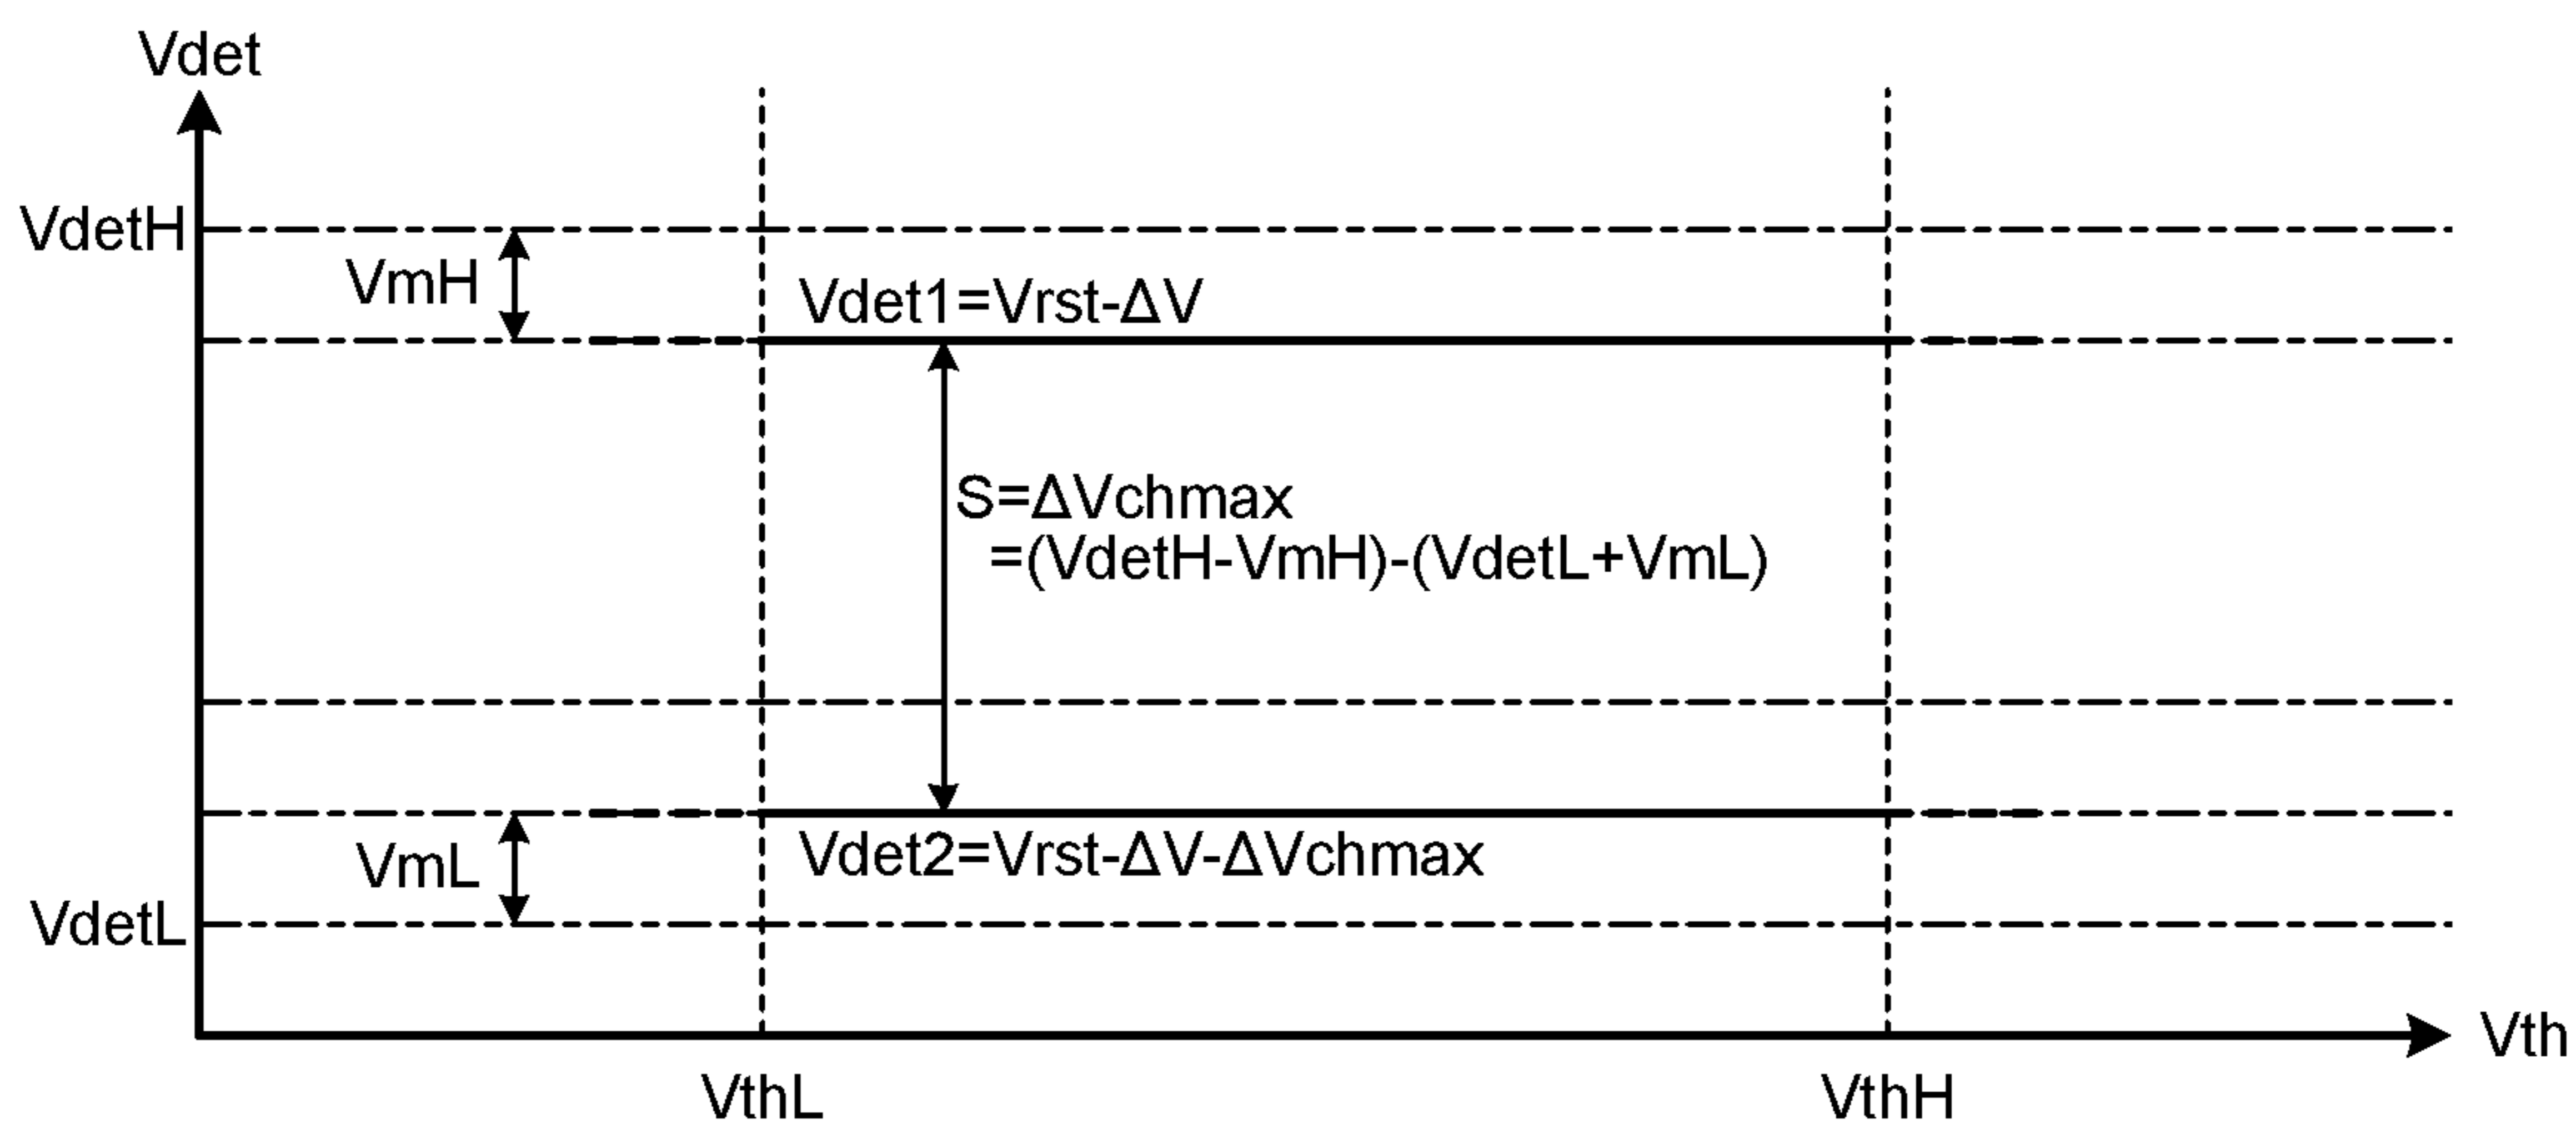 Vdet
VdetH
VmH
Vdet1=Vrst-ΔV
S=ΔVchmax
=(VdetH-VmH)-(VdetL+VmL)
VmL
Vdet2=Vrst-ΔV-ΔVchmax
VdetL
Vth
VthL
VthH